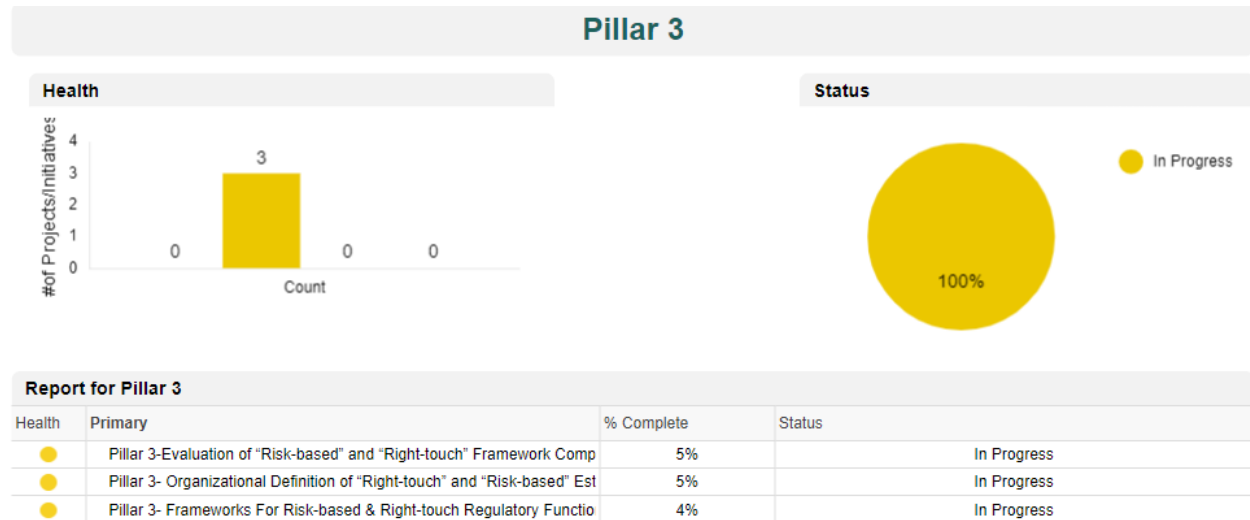 Pillar 3
Health
Status
#of Projects/Initiatives
4
3
2
1
0
0
3
0
0
Count
100%
In Progress
Report for Pillar 3
Health Primary % Complete Status
Pillar 3-Evaluation of “Risk-based” and “Right-touch” Framework Comp 5% In Progress
Pillar 3- Organizational Definition of “Right-touch” and “Risk-based” Est 5% In Progress
Pillar 3- Frameworks For Risk-based & Right-touch Regulatory Functio 4% In Progress